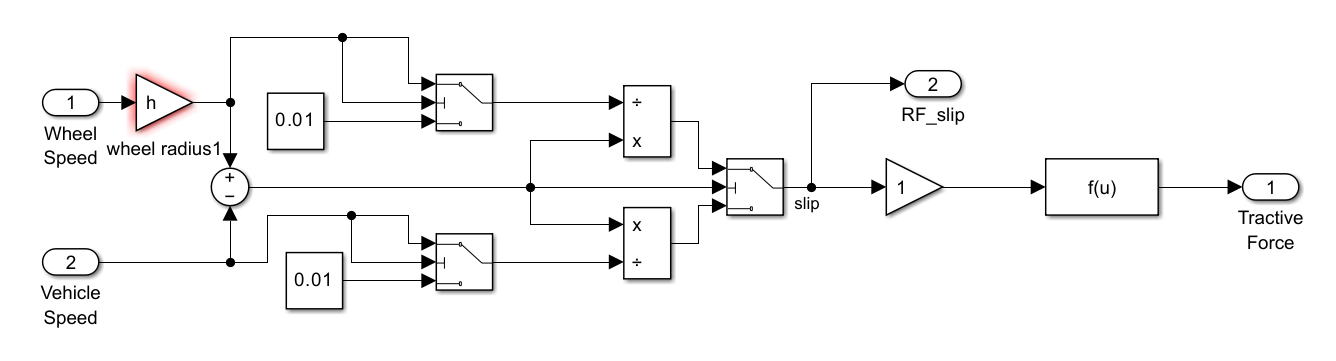 1
Wheel
Speed
h
wheel radius1
0.01
+
−
÷
x
x
÷
2
RF_slip
slip
1
f(u)
1
Tractive
Force
2
Vehicle
Speed
0.01